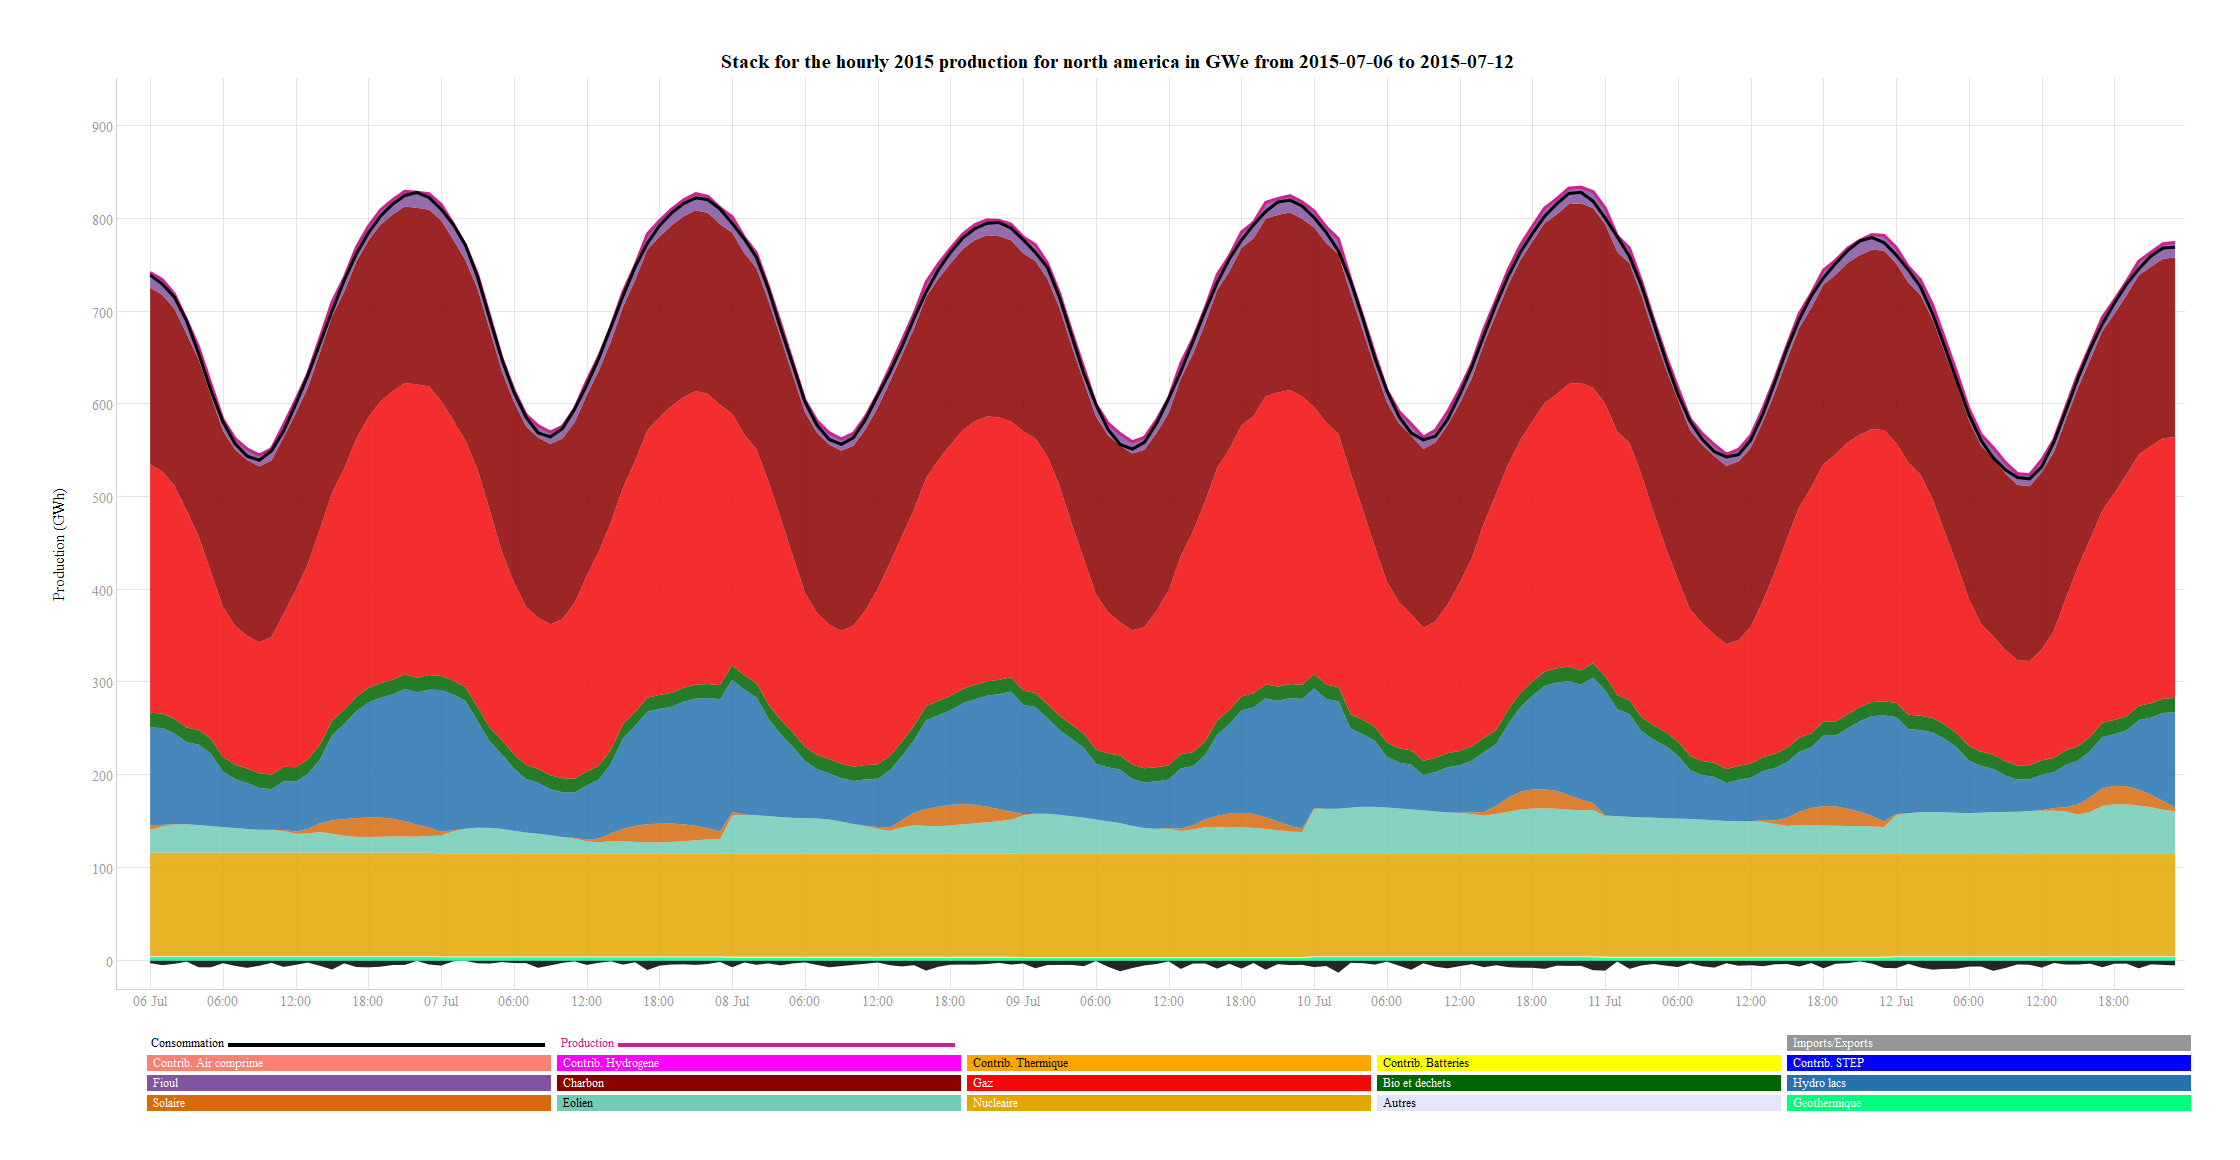 Stack for the hourly 2015 production for north america in GWe from 2015-07-06 to 2015-07-12
Production (GWh)
900
800
700
600
500
400
300
200
100
0
06 Jul 06:00 12:00 18:00 07 Jul 06:00 12:00 18:00 08 Jul 06:00 12:00 18:00 09 Jul 06:00 12:00 18:00 10 Jul 06:00 12:00 18:00 11 Jul 06:00 12:00 18:00 12 Jul 06:00 12:00 18:00
Consommation Production Imports/Exports
Contrib. Air comprime Contrib. Hydrogene Contrib. Thermique Contrib. Batteries Contrib. STEP
Fioul Charbon Gaz Bio et dechets Hydro lacs
Solaire Eolien Nucleaire Autres Geothermique